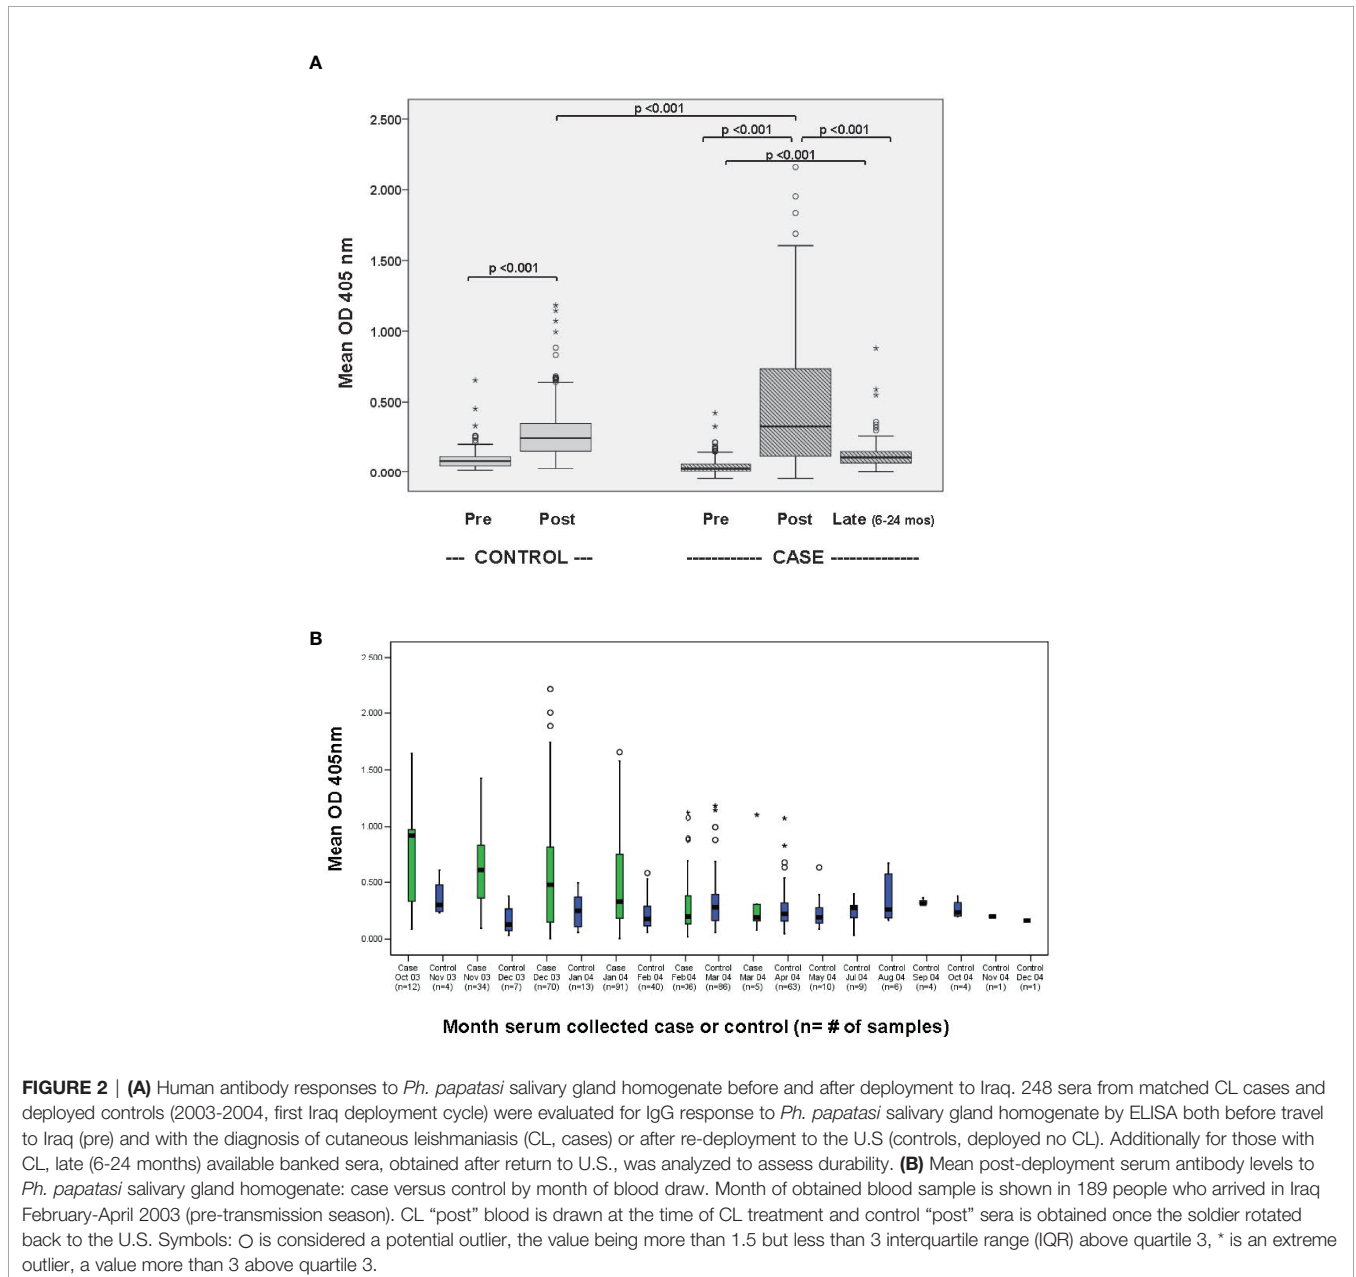 A
p <0.001
p <0.001
p <0.001
p <0.001
p <0.001
2.500
2.000
1.500
1.000
0.500
0.000
Mean OD 405 nm
Pre Post Pre Post Late (6-24 mos)
--- CONTROL --- ------------ CASE --------------
B
2.500
2.000
1.500
1.000
0.500
0.000
Mean OD 405nm
Case Control Case Control Case Control Case Control Case Control Case Control Control Control Control Control Control Control Control
Oct 03 Nov 03 Nov 03 Dec 03 Dec 03 Jan 04 Jan 04 Feb 04 Feb 04 Mar 04 Mar 04 Apr 04 May 04 Jul 04 Aug 04 Sep 04 Oct 04 Nov 04 Dec 04
(n=12) (n=4) (n=34) (n=7) (n=70) (n=13) (n=91) (n=40) (n=36) (n=86) (n=5) (n=63) (n=10) (n=9) (n=6) (n=4) (n=4) (n=1) (n=1)
Month serum collected case or control (n= # of samples)
FIGURE 2 | (A) Human antibody responses to Ph. papatasi salivary gland homogenate before and after deployment to Iraq. 248 sera from matched CL cases and
deployed controls (2003-2004, first Iraq deployment cycle) were evaluated for IgG response to Ph. papatasi salivary gland homogenate by ELISA both before travel
to Iraq (pre) and with the diagnosis of cutaneous leishmaniasis (CL, cases) or after re-deployment to the U.S (controls, deployed no CL). Additionally for those with
CL, late (6-24 months) available banked sera, obtained after return to U.S., was analyzed to assess durability. (B) Mean post-deployment serum antibody levels to
Ph. papatasi salivary gland homogenate: case versus control by month of blood draw. Month of obtained blood sample is shown in 189 people who arrived in Iraq
February-April 2003 (pre-transmission season). CL “post” blood is drawn at the time of CL treatment and control “post” sera is obtained once the soldier rotated
back to the U.S. Symbols: ○ is considered a potential outlier, the value being more than 1.5 but less than 3 interquartile range (IQR) above quartile 3, * is an extreme
outlier, a value more than 3 above quartile 3.